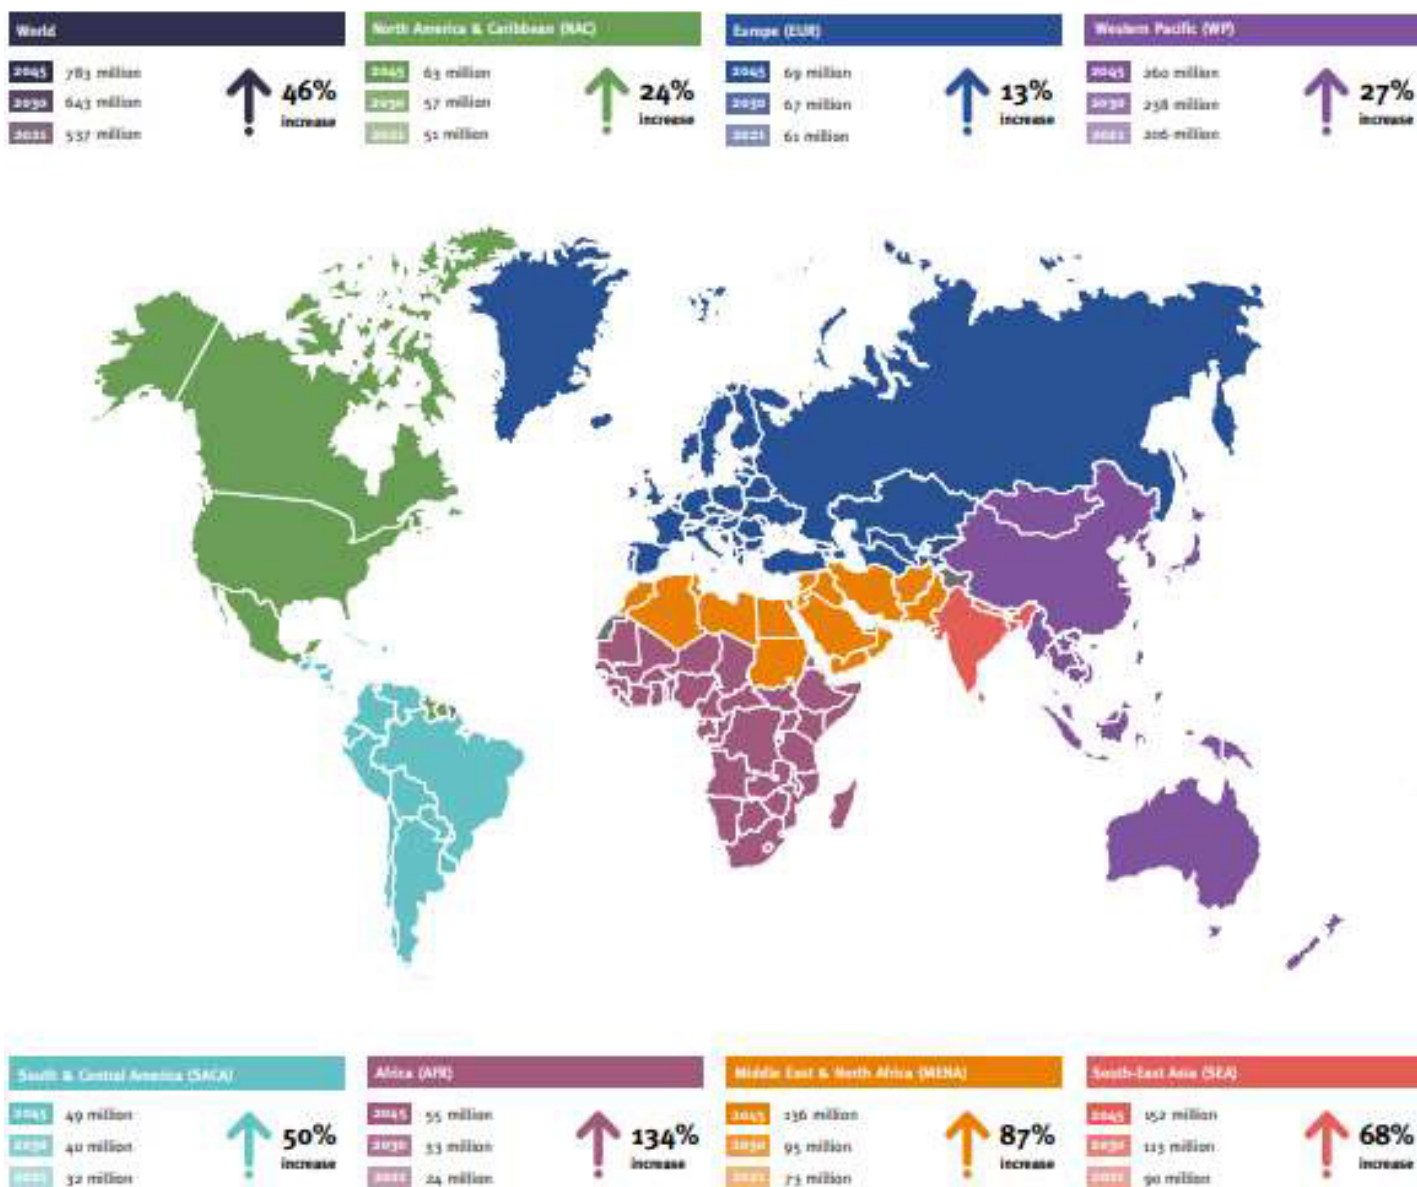 World
2045 783 million
2030 643 million
2021 537 million
46%
increase
North America & Caribbean (NAC)
2045 63 million
2030 57 million
2021 51 million
24%
increase
Europe (EUR)
2045 69 million
2030 67 million
2021 61 million
13%
increase
Western Pacific (WP)
2045 260 million
2030 238 million
2021 206 million
27%
increase
South & Central America (SACA)
2045 49 million
2030 40 million
2021 32 million
50%
increase
Africa (AFR)
2045 55 million
2030 33 million
2021 24 million
134%
increase
Middle East & North Africa (MENA)
2045 136 million
2030 95 million
2021 73 million
87%
increase
South-East Asia (SEA)
2045 152 million
2030 113 million
2021 90 million
68%
increase